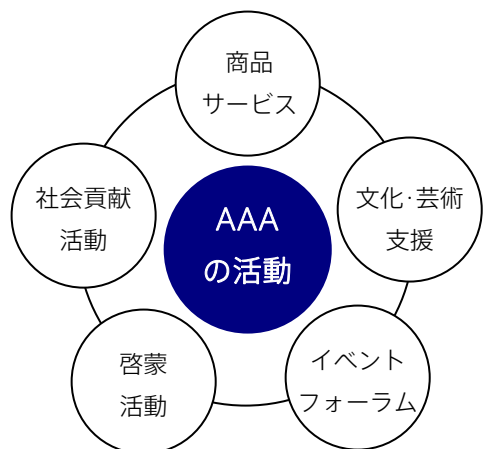 商品
サービス
文化･芸術
支援
イベント
フォーラム
啓蒙
活動
社会貢献
活動
AAA
の活動